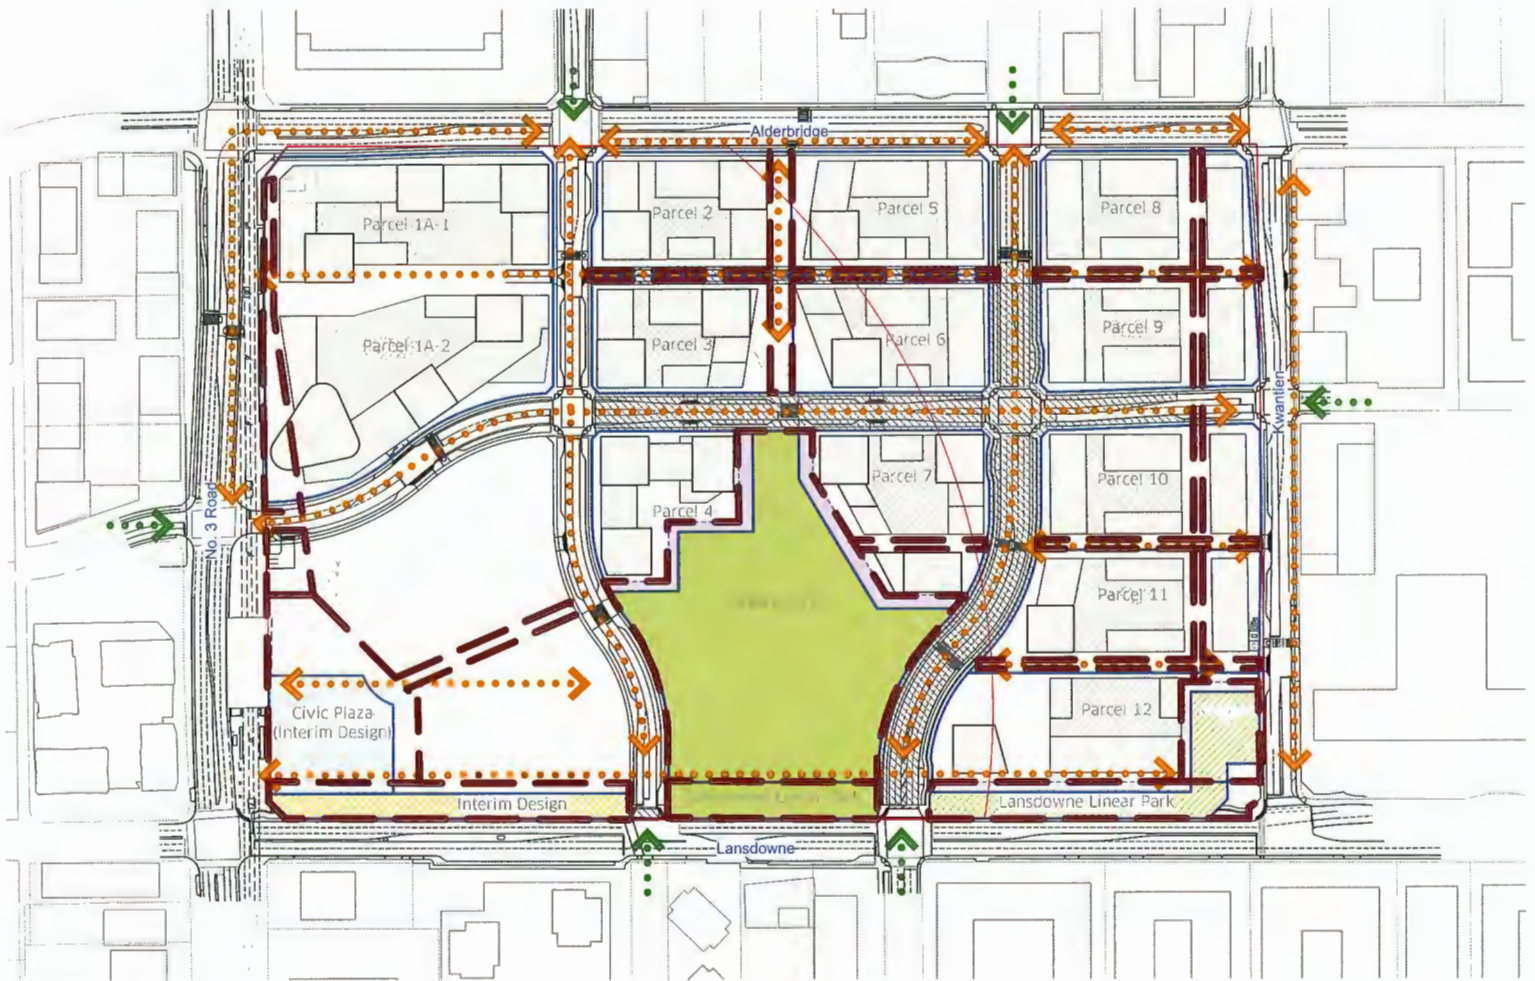 Alderbridge
Parcel 1A-1
Parcel 2
Parcel 5
Parcel 8
Parcel 1A-2
Parcel 3
Parcel 6
Parcel 9
Kwantlen
No. 3 Road
Parcel 4
Parcel 7
Parcel 10
Parcel 11
Civic Plaza
(Interim Design)
Parcel 12
Interim Design
Lansdowne Linear Park
Lansdowne